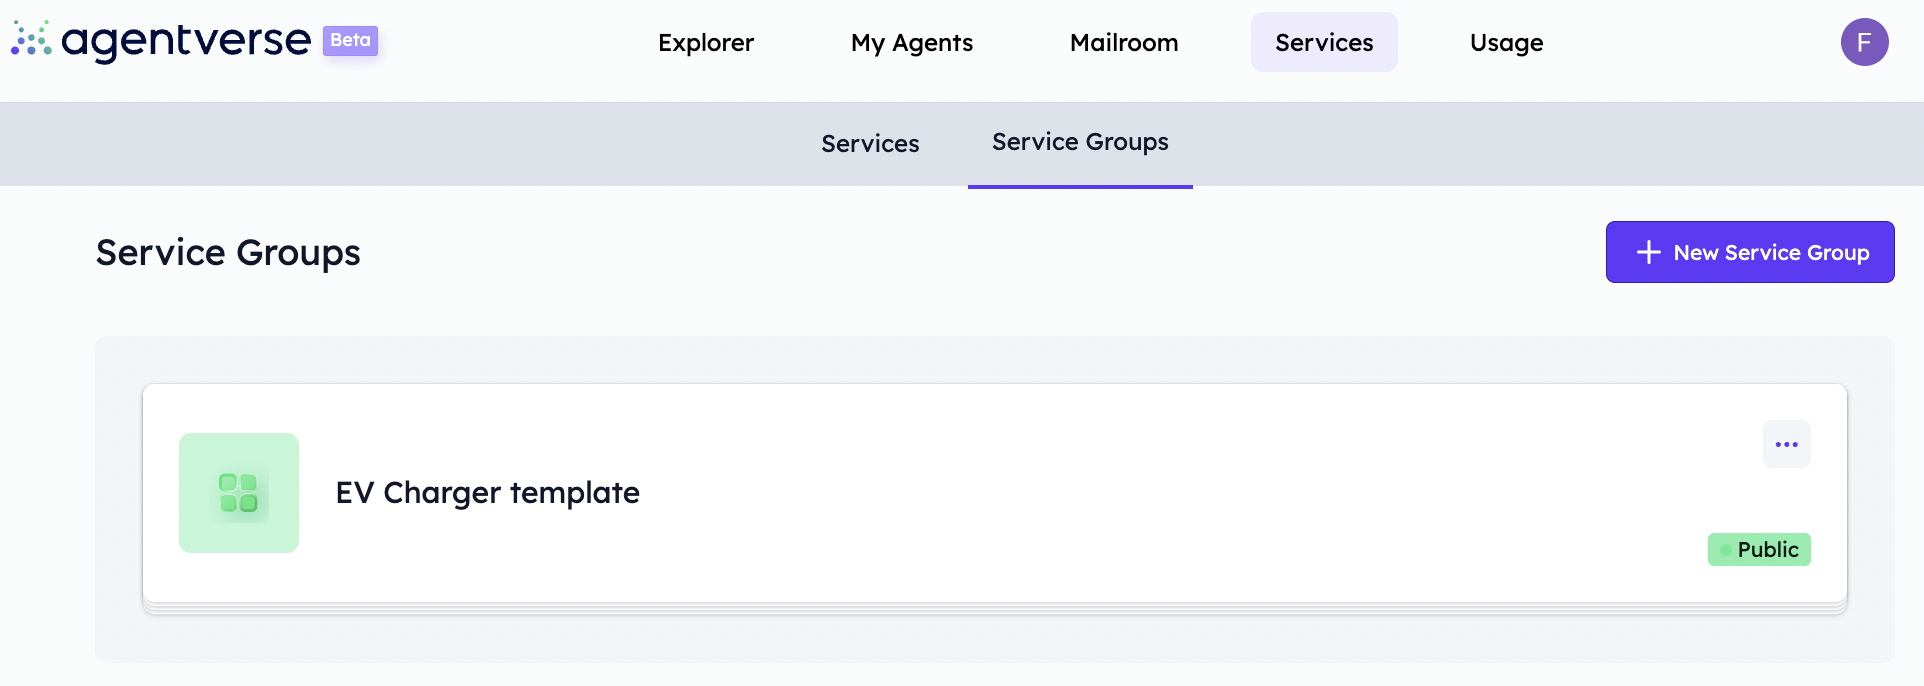 agentverse Beta
Explorer My Agents Mailroom Services Usage F
Services Service Groups
Service Groups
New Service Group
EV Charger template
Public